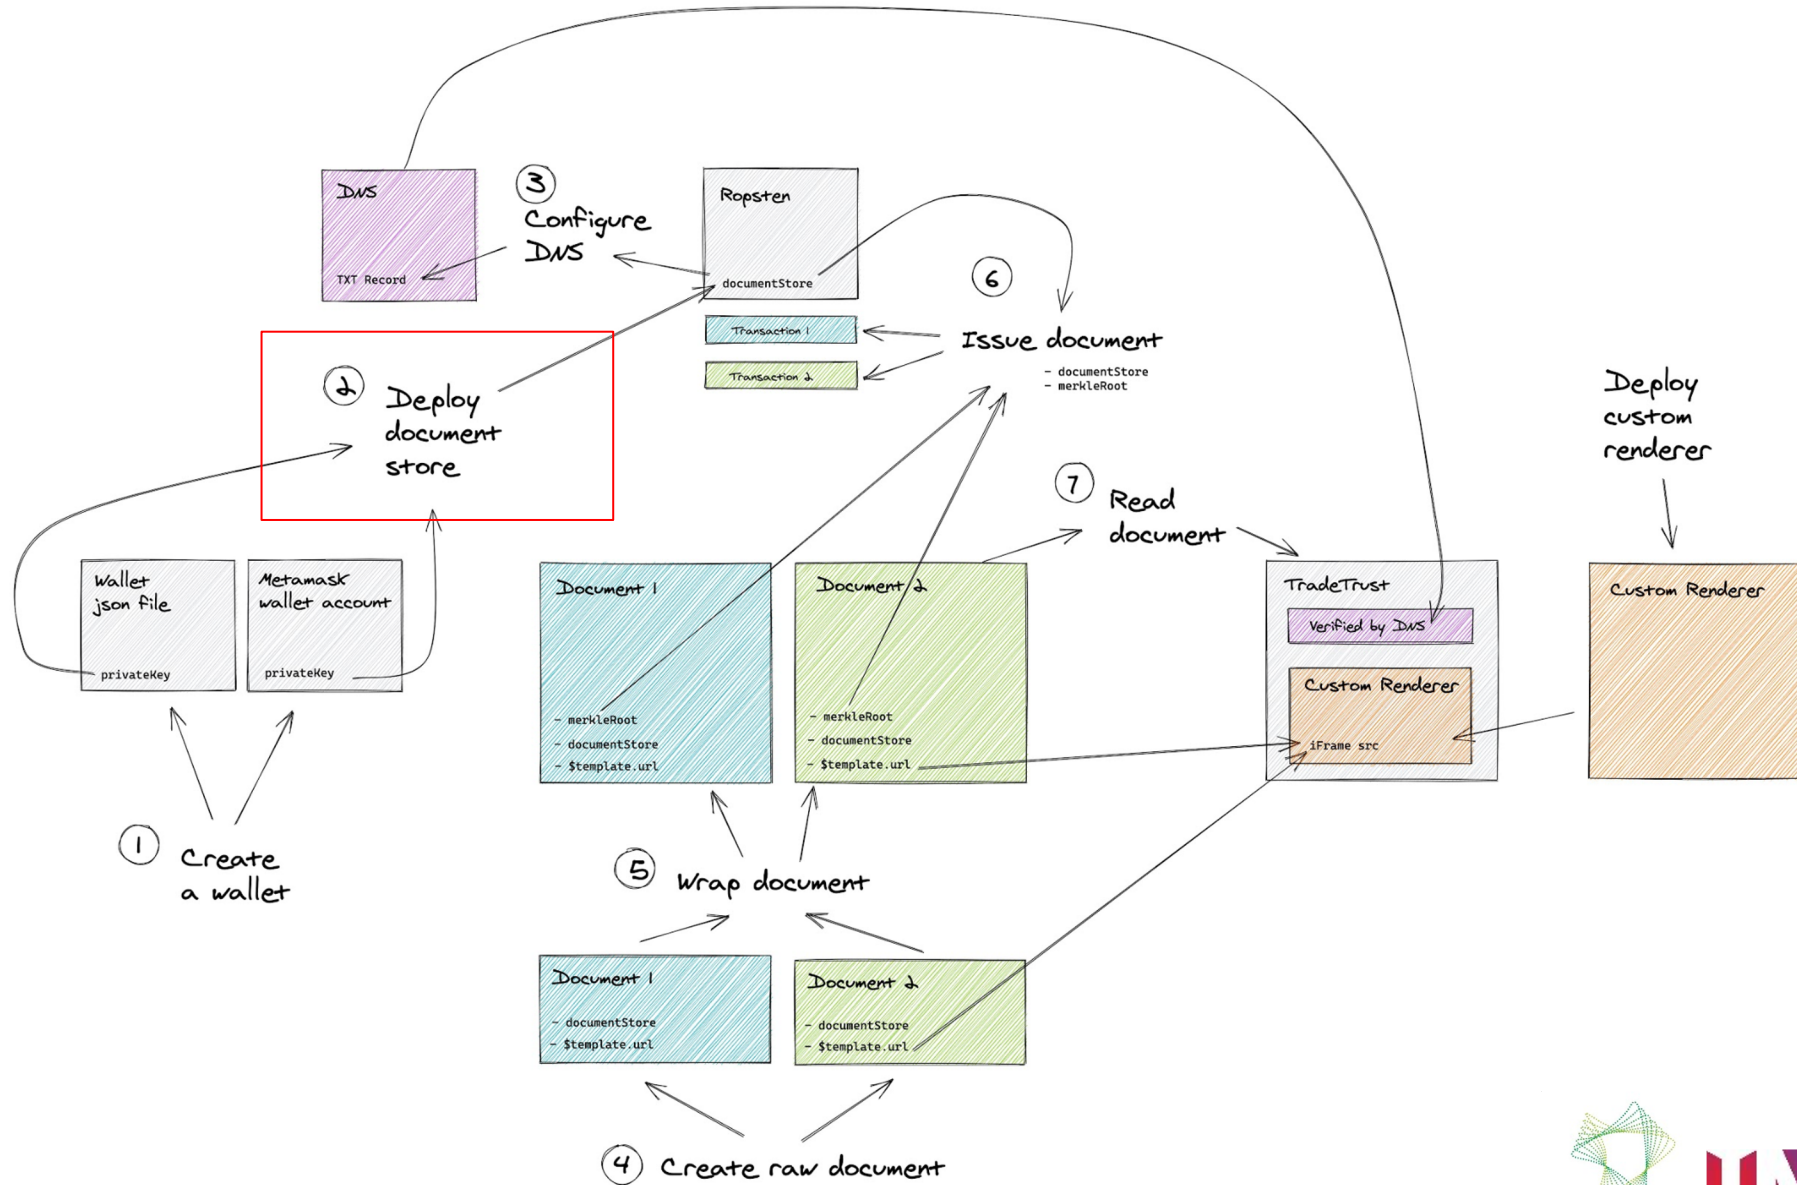 DNS
TXT Record
3
Configure
DNS
Ropsten
documentStore
Transaction 1
Transaction 2
6
Issue document
- documentStore
- merkleRoot
2
Deploy
document
store
Deploy
custom
renderer
7
Read
document
Wallet
json file
privateKey
Metamask
wallet account
privateKey
Document 1
- merkleRoot
- documentStore
- $template.url
Document 2
- merkleRoot
- documentStore
- $template.url
TradeTrust
Verified by DNS
Custom Renderer
iFrame src
Custom Renderer
1
Create
a wallet
5
Wrap document
Document 1
- documentStore
- $template.url
Document 2
- documentStore
- $template.url
4
Create raw document